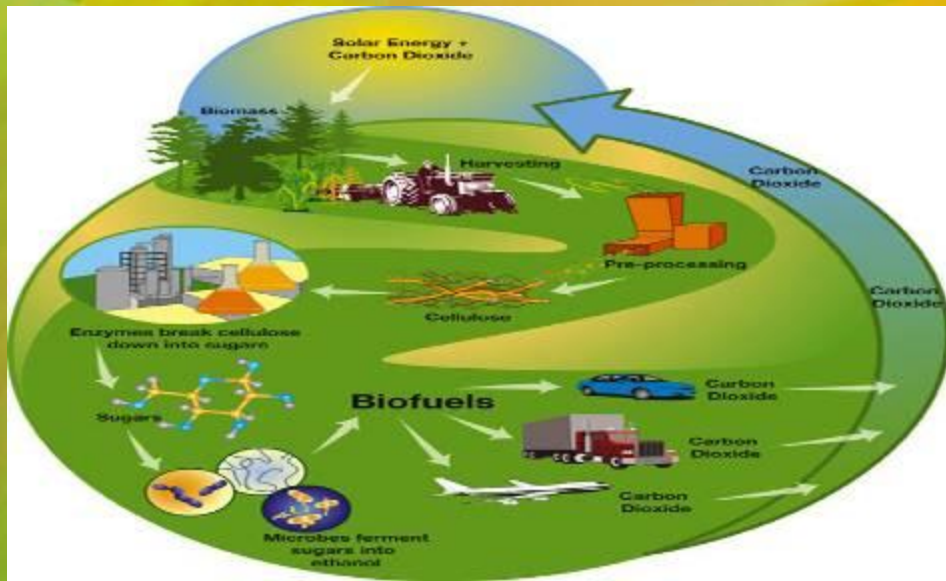 Solar Energy +
Carbon Dioxide
Biomass
Harvesting
Carbon
Dioxide
Pre-processing
Carbon
Dioxide
Cellulose
Enzymes break cellulose
down into sugars
Sugars
Biofuels
Carbon
Dioxide
Carbon
Dioxide
Carbon
Dioxide
Microbes ferment
sugars into
ethanol